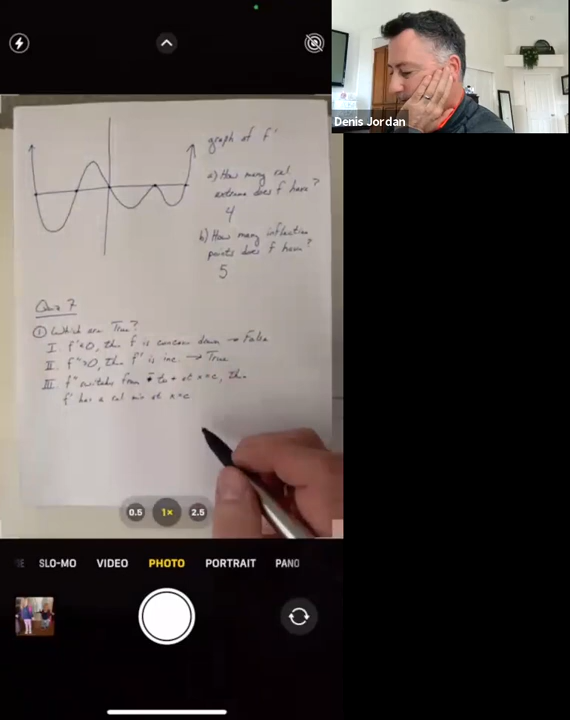 Denis Jordan
graph of f'
a) How many rel
extrema does f have?
4
b) How many inflection
points does f have?
5
Quiz 7
① Which are True?
I. f'<0, then f is concave down → False
II. f''>0, then f' is inc. → True
III. f'' switches from - to + at x=c, then
f' has a rel min at x=c
0.5 1× 2.5
SLO-MO VIDEO PHOTO PORTRAIT PANO